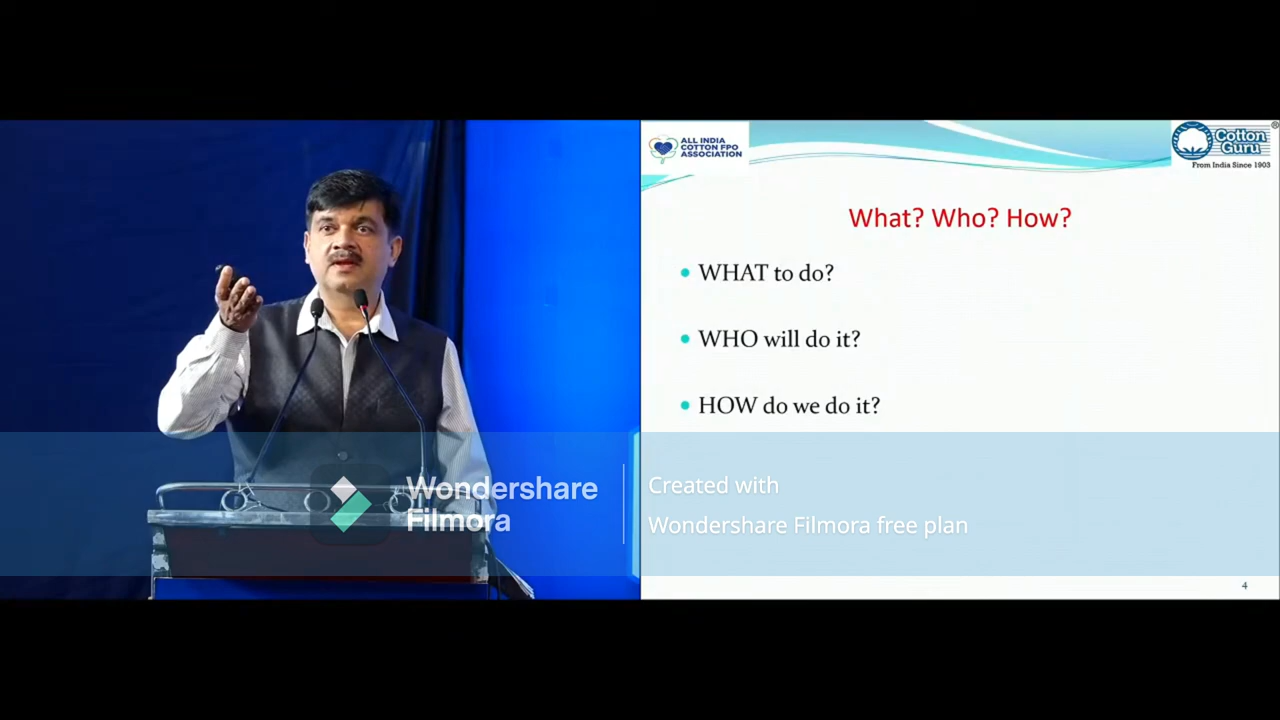 ALL INDIA
COTTON FPO
ASSOCIATION
Cotton
Guru
®
From India Since 1903
What? Who? How?
• WHAT to do?
• WHO will do it?
• HOW do we do it?
Wondershare
Filmora
Created with
Wondershare Filmora free plan
4